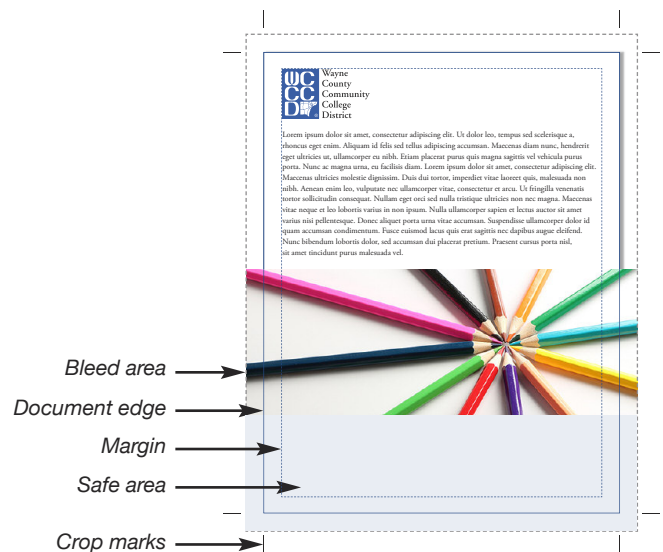 WC
CC
D
Wayne
County
Community
College
District
Lorem ipsum dolor sit amet, consectetur adipiscing elit. Ut dolor leo, tempus sed scelerisque a,
rhoncus eget enim. Aliquam id felis sed tellus adipiscing accumsan. Maecenas diam nunc, hendrerit
eget ultricies ut, ullamcorper eu nibh. Etiam placerat purus quis magna sagittis vel vehicula purus
porta. Nunc ac magna urna, eu facilisis diam. Lorem ipsum dolor sit amet, consectetur adipiscing elit.
Maecenas ultricies molestie dignissim. Duis dui tortor, imperdiet vitae laoreet quis, malesuada non
nibh. Aenean enim leo, vulputate nec ullamcorper vitae, consectetur et arcu. Ut fringilla venenatis
tortor sollicitudin consequat. Nullam eget orci sed nulla tristique ultricies non nec magna. Maecenas
vitae neque et leo lobortis varius in non ipsum. Nulla ullamcorper sapien et lectus auctor sit amet
varius nisi pellentesque. Donec aliquet porta urna vitae accumsan. Suspendisse ullamcorper dolor id
quam accumsan condimentum. Fusce euismod lacus quis erat sagittis nec dapibus augue eleifend.
Nunc bibendum lobortis dolor, sed accumsan dui placerat pretium. Praesent cursus porta nisl,
sit amet tincidunt purus malesuada vel.
Bleed area
Document edge
Margin
Safe area
Crop marks